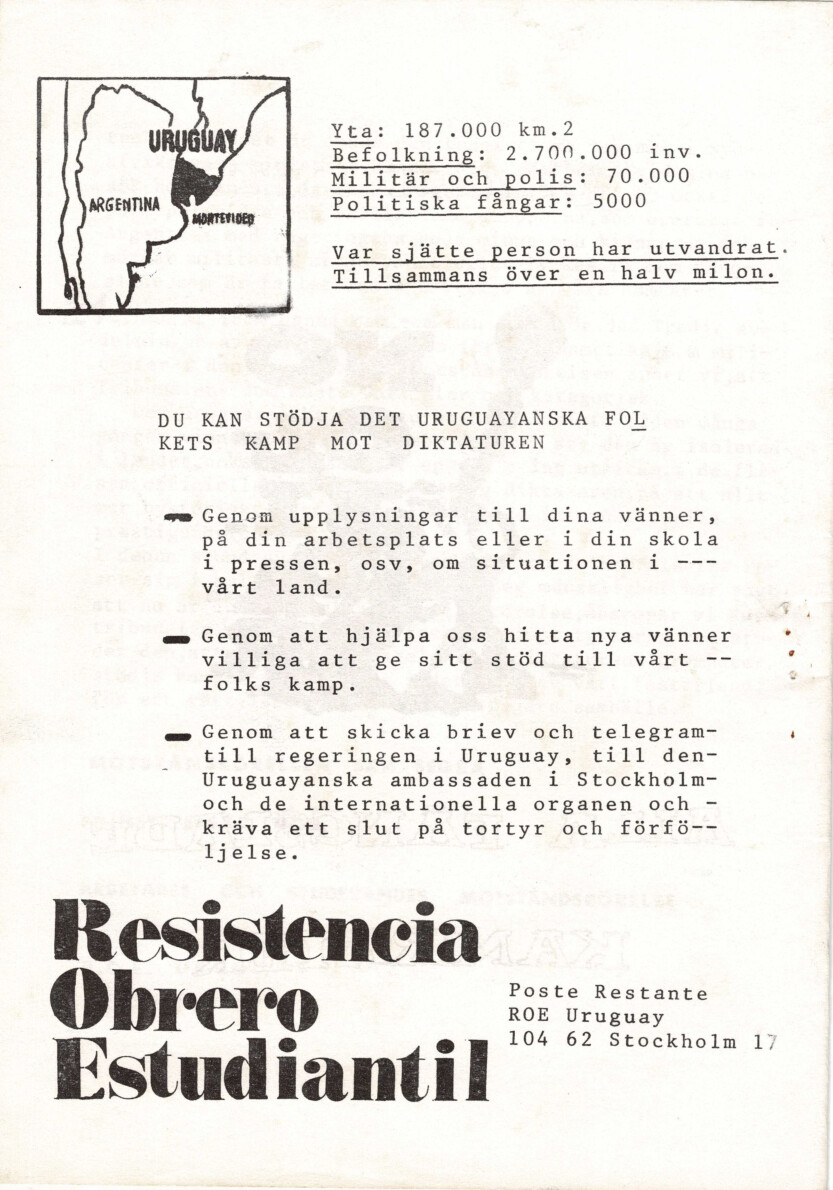 URUGUAY
ARGENTINA
MONTEVIDEO
Yta: 187.000 km.2
Befolkning: 2.700.000 inv.
Militär och polis: 70.000
Politiska fångar: 5000
Var sjätte person har utvandrat.
Tillsammans över en halv milon.
DU KAN STÖDJA DET URUGUAYANSKA FOL
KETS KAMP MOT DIKTATUREN
— Genom upplysningar till dina vänner,
på din arbetsplats eller i din skola
i pressen, osv, om situationen i ---
vårt land.
— Genom att hjälpa oss hitta nya vänner
villiga att ge sitt stöd till vårt --
folks kamp.
— Genom att skicka briev och telegram-
till regeringen i Uruguay, till den-
Uruguayanska ambassaden i Stockholm-
och de internationella organen och -
kräva ett slut på tortyr och förfö--
ljelse.
Resistencia
Obrero
Estudiantil
Poste Restante
ROE Uruguay
104 62 Stockholm 17